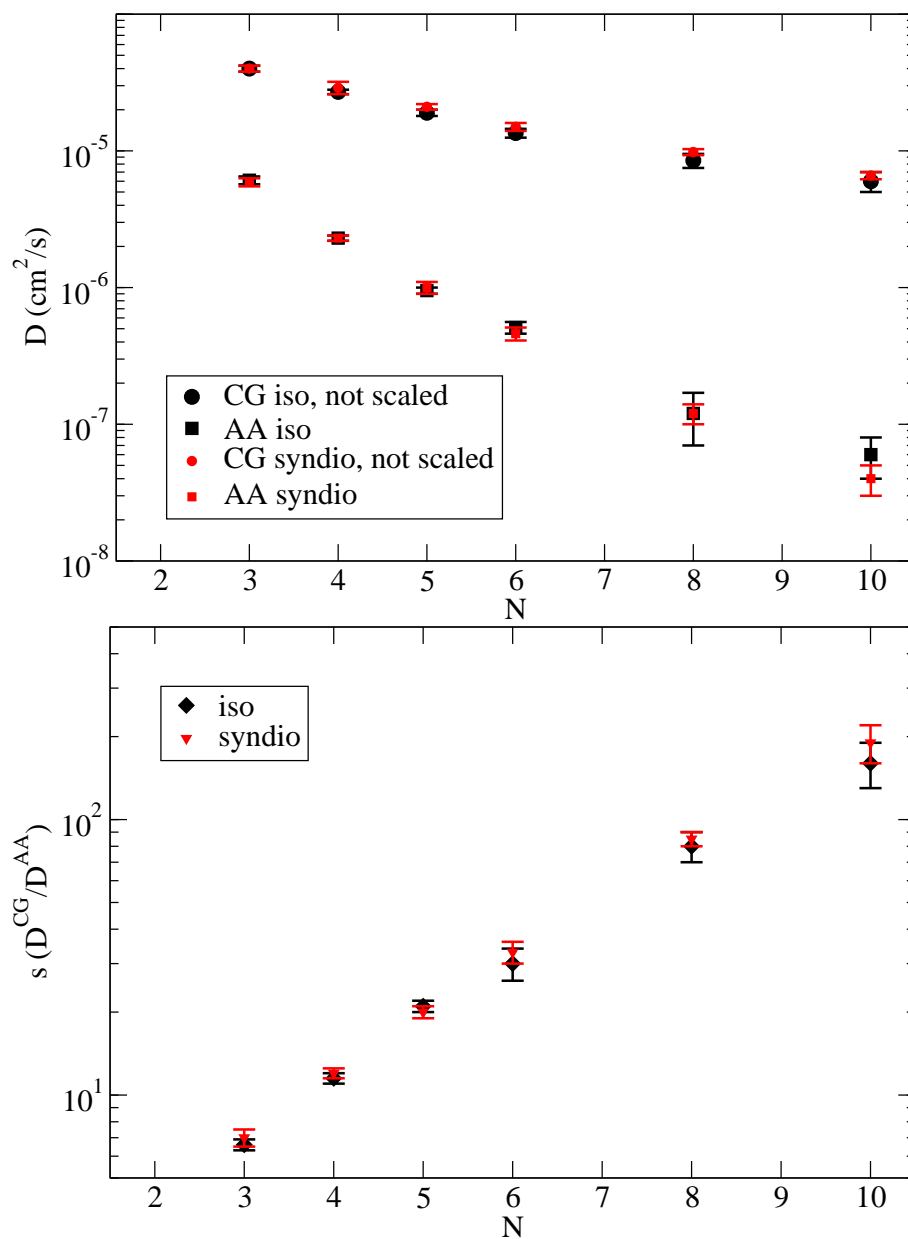 10^-5
10^-6
10^-7
10^-8
D (cm^2/s)
CG iso, not scaled
AA iso
CG syndio, not scaled
AA syndio
2 3 4 5 6 7 8 9 10
N
iso
syndio
10^2
10^1
s (D^CG/D^AA)
2 3 4 5 6 7 8 9 10
N